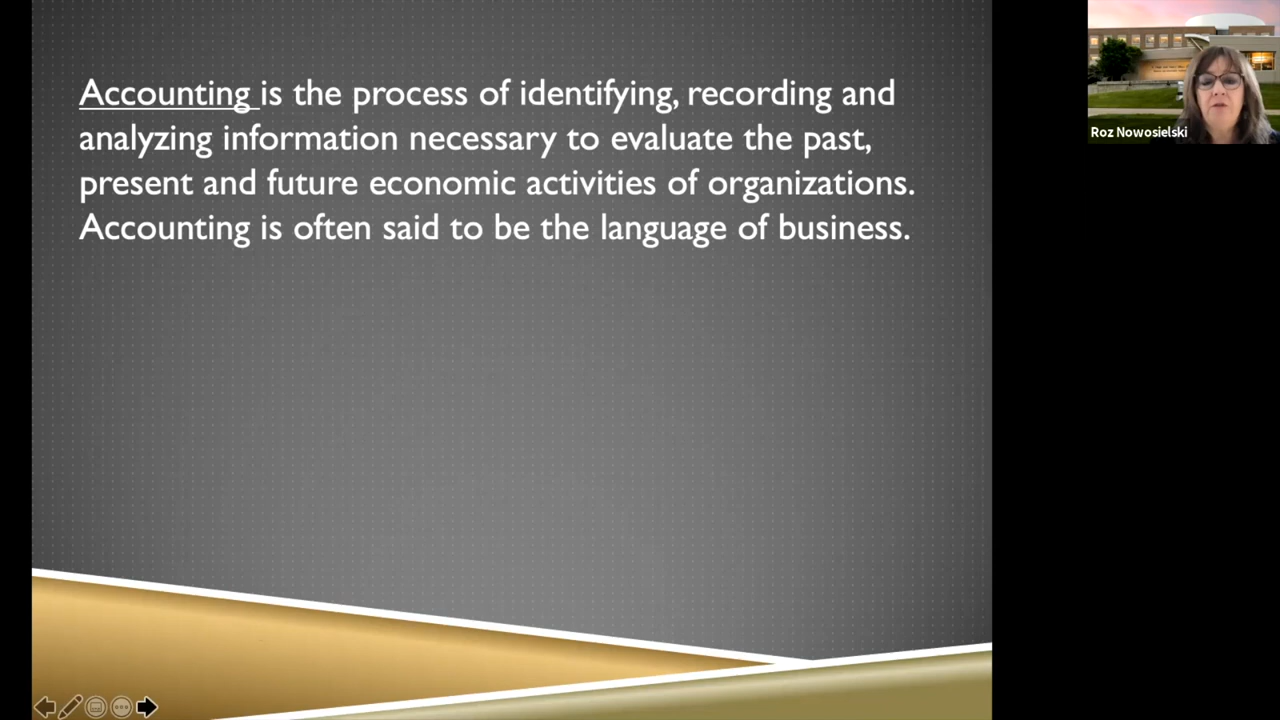 Accounting is the process of identifying, recording and
analyzing information necessary to evaluate the past,
present and future economic activities of organizations.
Accounting is often said to be the language of business.
Roz Nowosielski